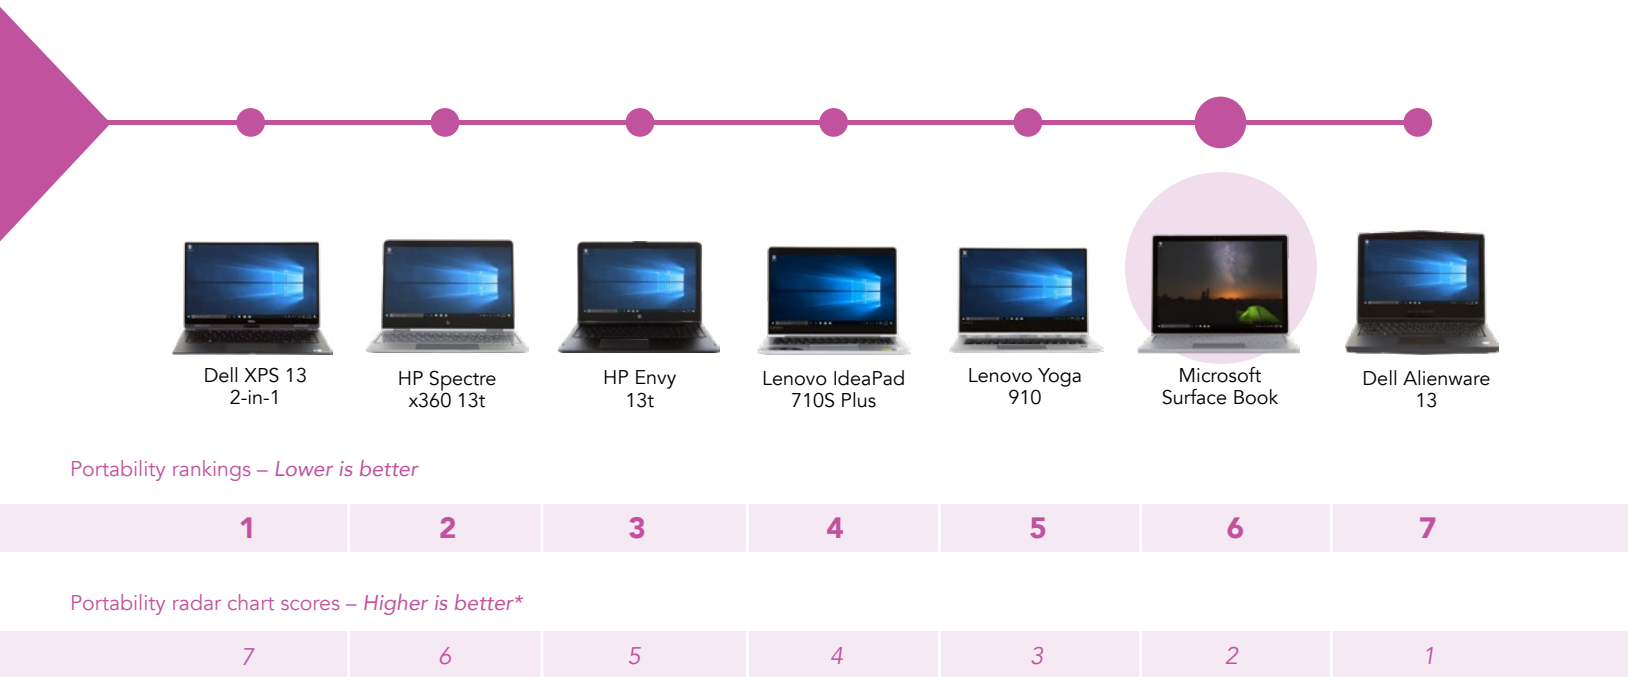 Dell XPS 13
2-in-1
HP Spectre
x360 13t
HP Envy
13t
Lenovo IdeaPad
710S Plus
Lenovo Yoga
910
Microsoft
Surface Book
Dell Alienware
13
Portability rankings – Lower is better
1 2 3 4 5 6 7
Portability radar chart scores – Higher is better*
7 6 5 4 3 2 1